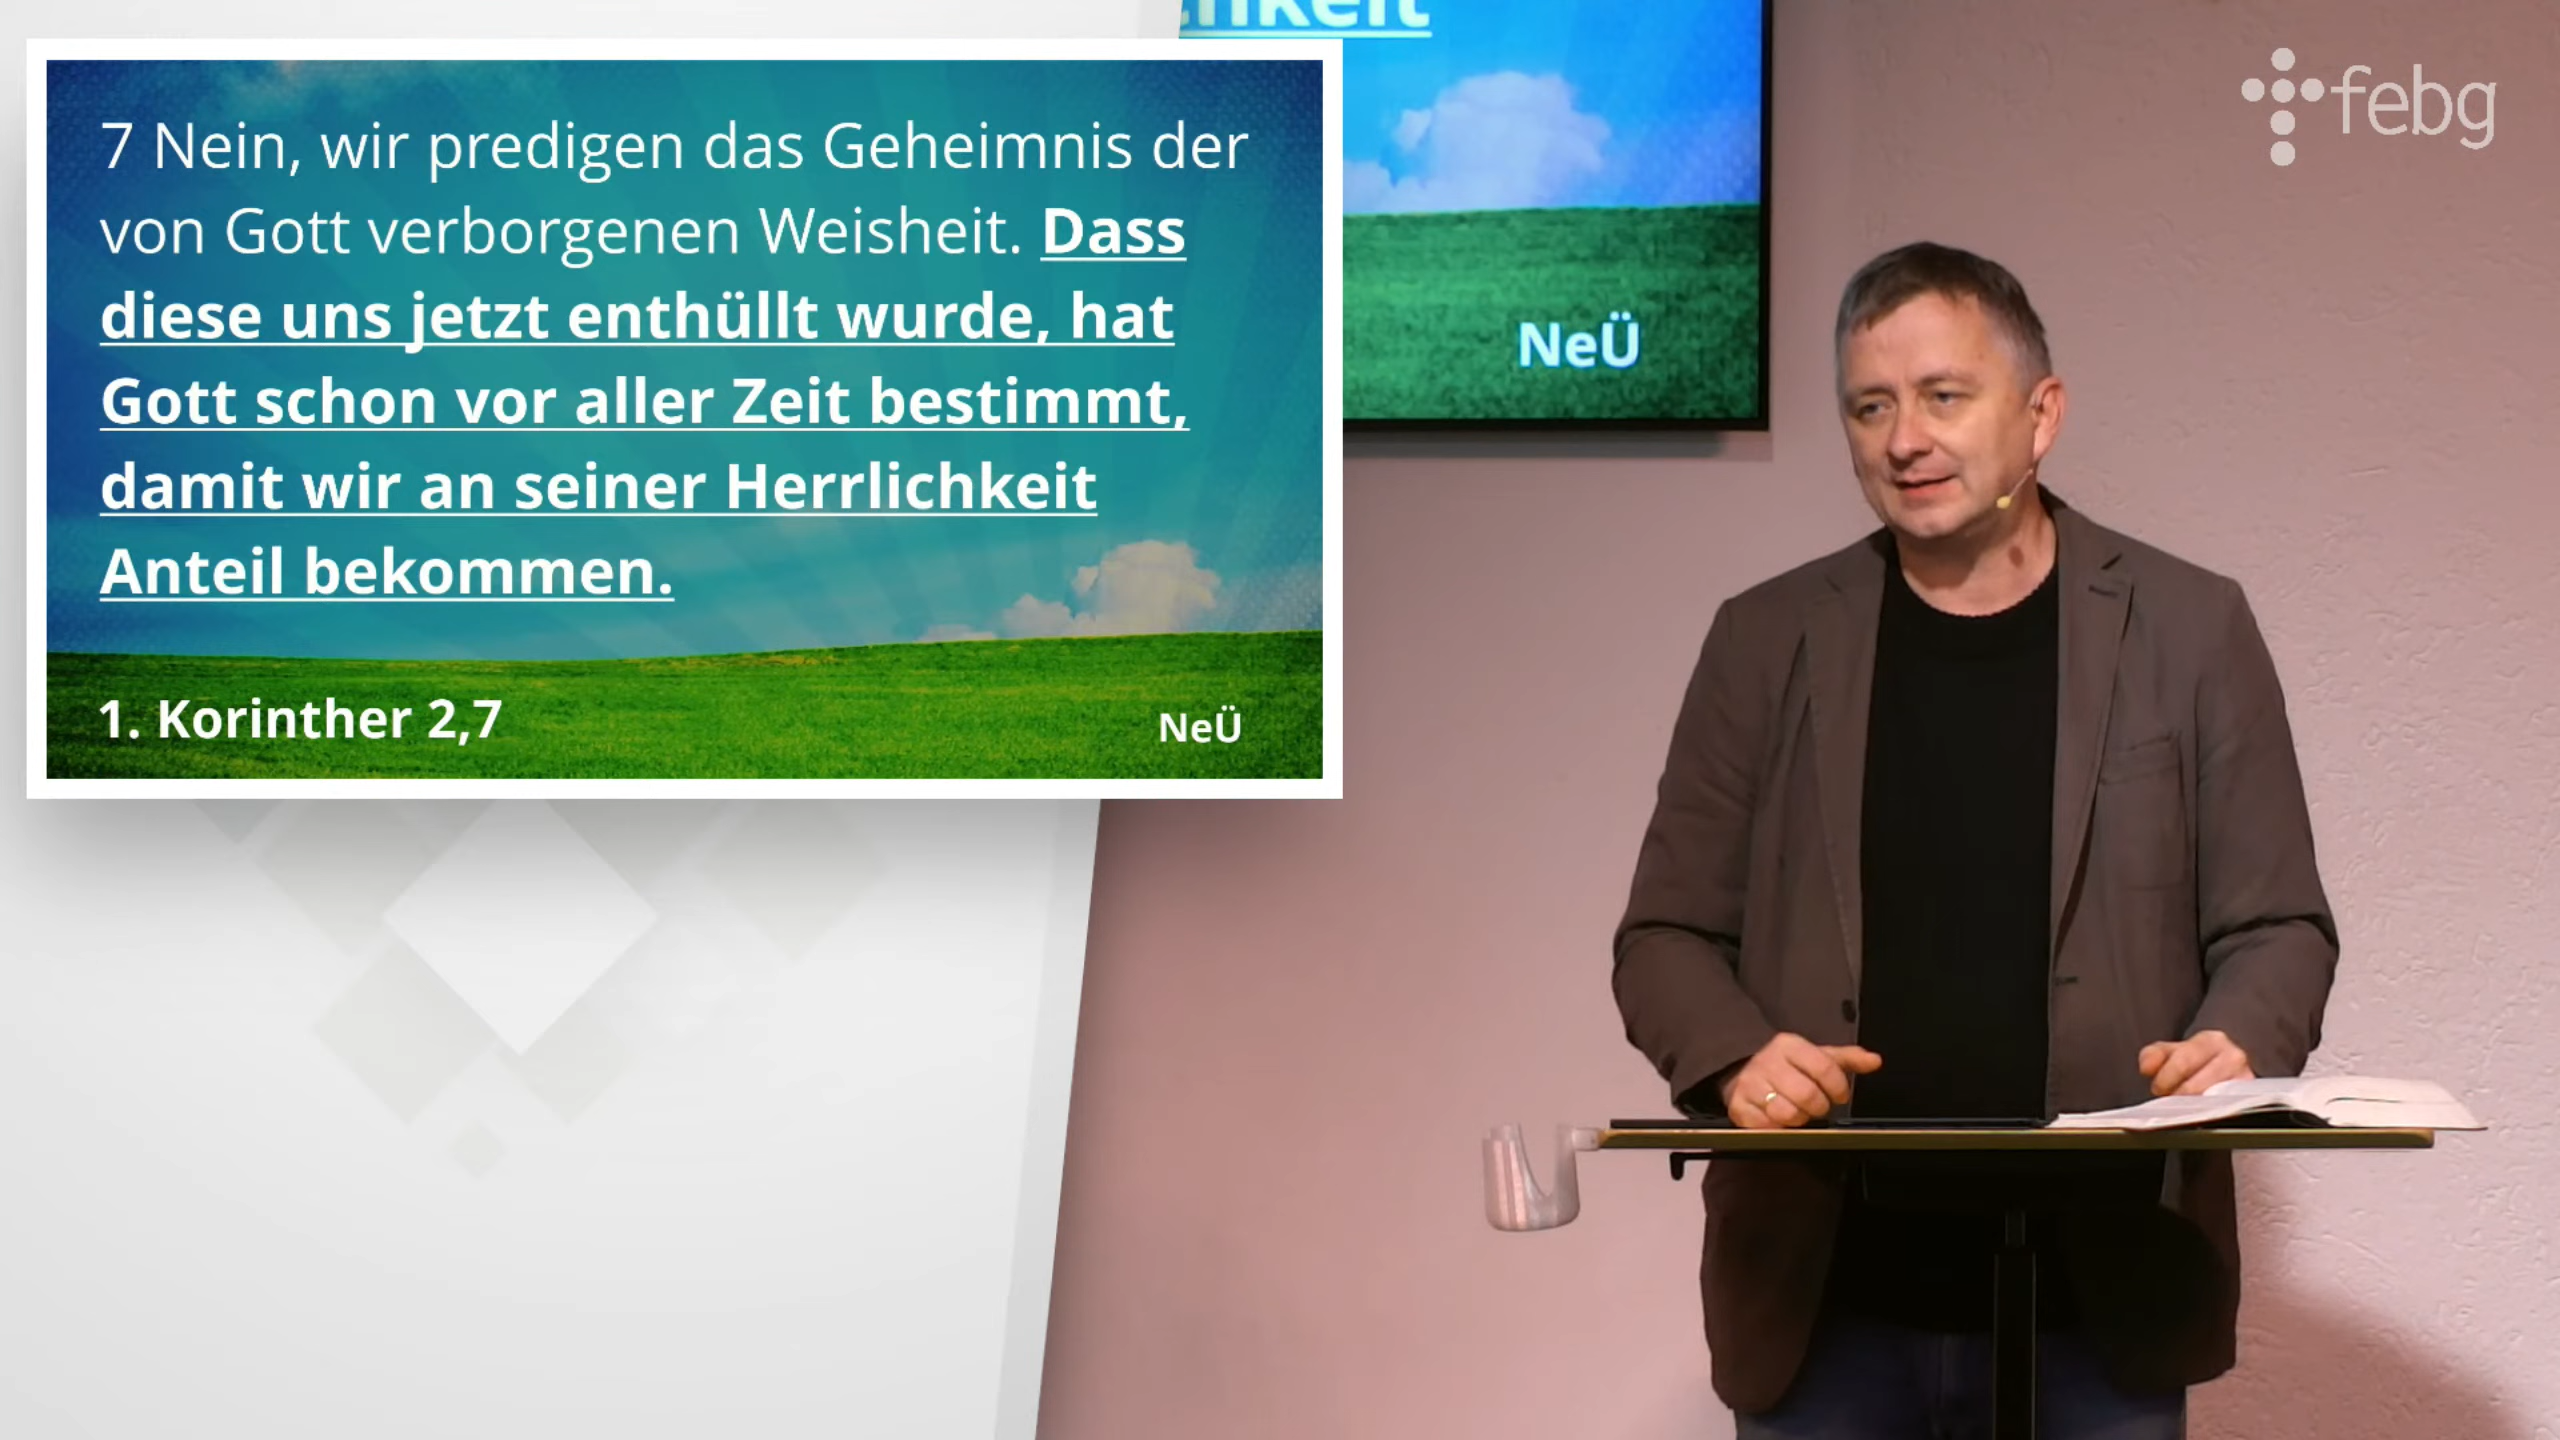 7 Nein, wir predigen das Geheimnis der
von Gott verborgenen Weisheit. Dass
diese uns jetzt enthüllt wurde, hat
Gott schon vor aller Zeit bestimmt,
damit wir an seiner Herrlichkeit
Anteil bekommen.
1. Korinther 2,7
NeÜ
NeÜ
febg